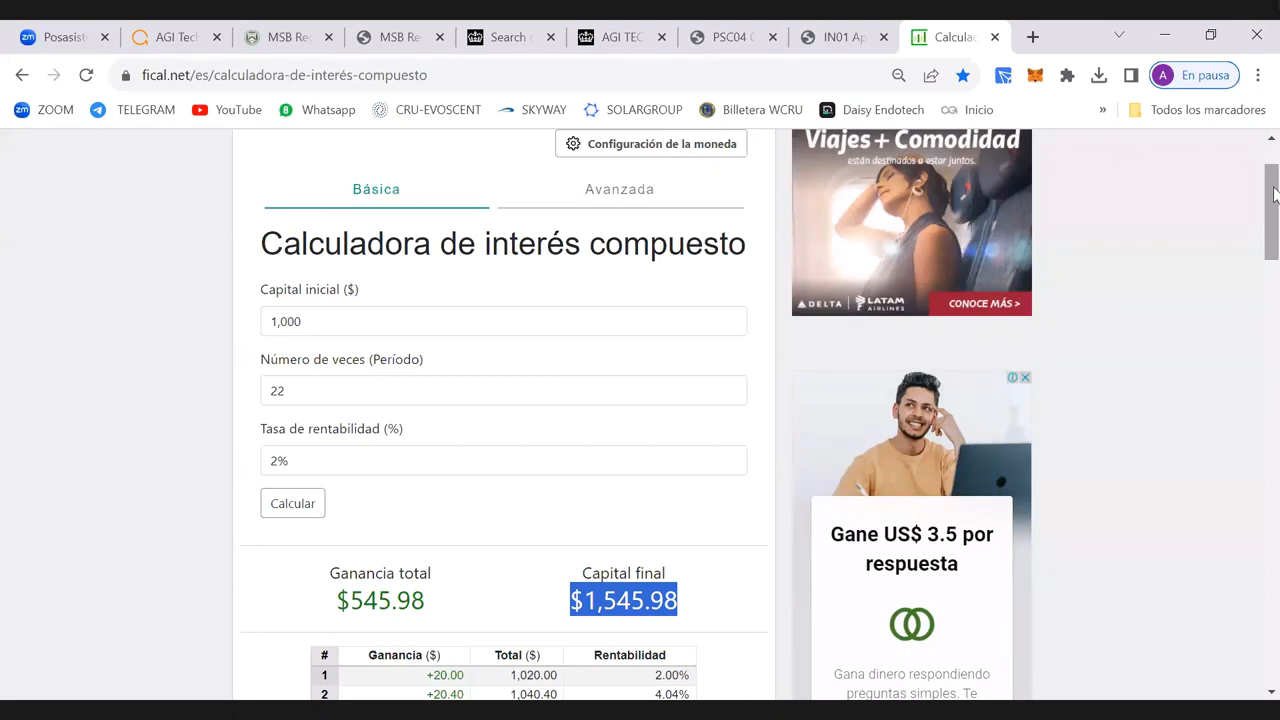 Posasist
AGI Tech
MSB Reg
MSB Re
Search r
AGI TEC
PSC04 C
IN01 Ap
Calcula
fical.net/es/calculadora-de-interés-compuesto
A En pausa
ZOOM
TELEGRAM
YouTube
Whatsapp
CRU-EVOSCENT
SKYWAY
SOLARGROUP
Billetera WCRU
Daisy Endotech
Inicio
»
Todos los marcadores
Configuración de la moneda
Básica
Avanzada
Calculadora de interés compuesto
Capital inicial ($)
1,000
Número de veces (Período)
22
Tasa de rentabilidad (%)
2%
Calcular
Ganancia total
Capital final
$545.98
$1,545.98
# Ganancia ($) Total ($) Rentabilidad
1 +20.00 1,020.00 2.00%
2 +20.40 1,040.40 4.04%
Viajes + Comodidad
están destinados a estar juntos.
DELTA LATAM AIRLINES
CONOCE MÁS >
Gane US$ 3.5 por
respuesta
Gana dinero respondiendo
preguntas simples. Te